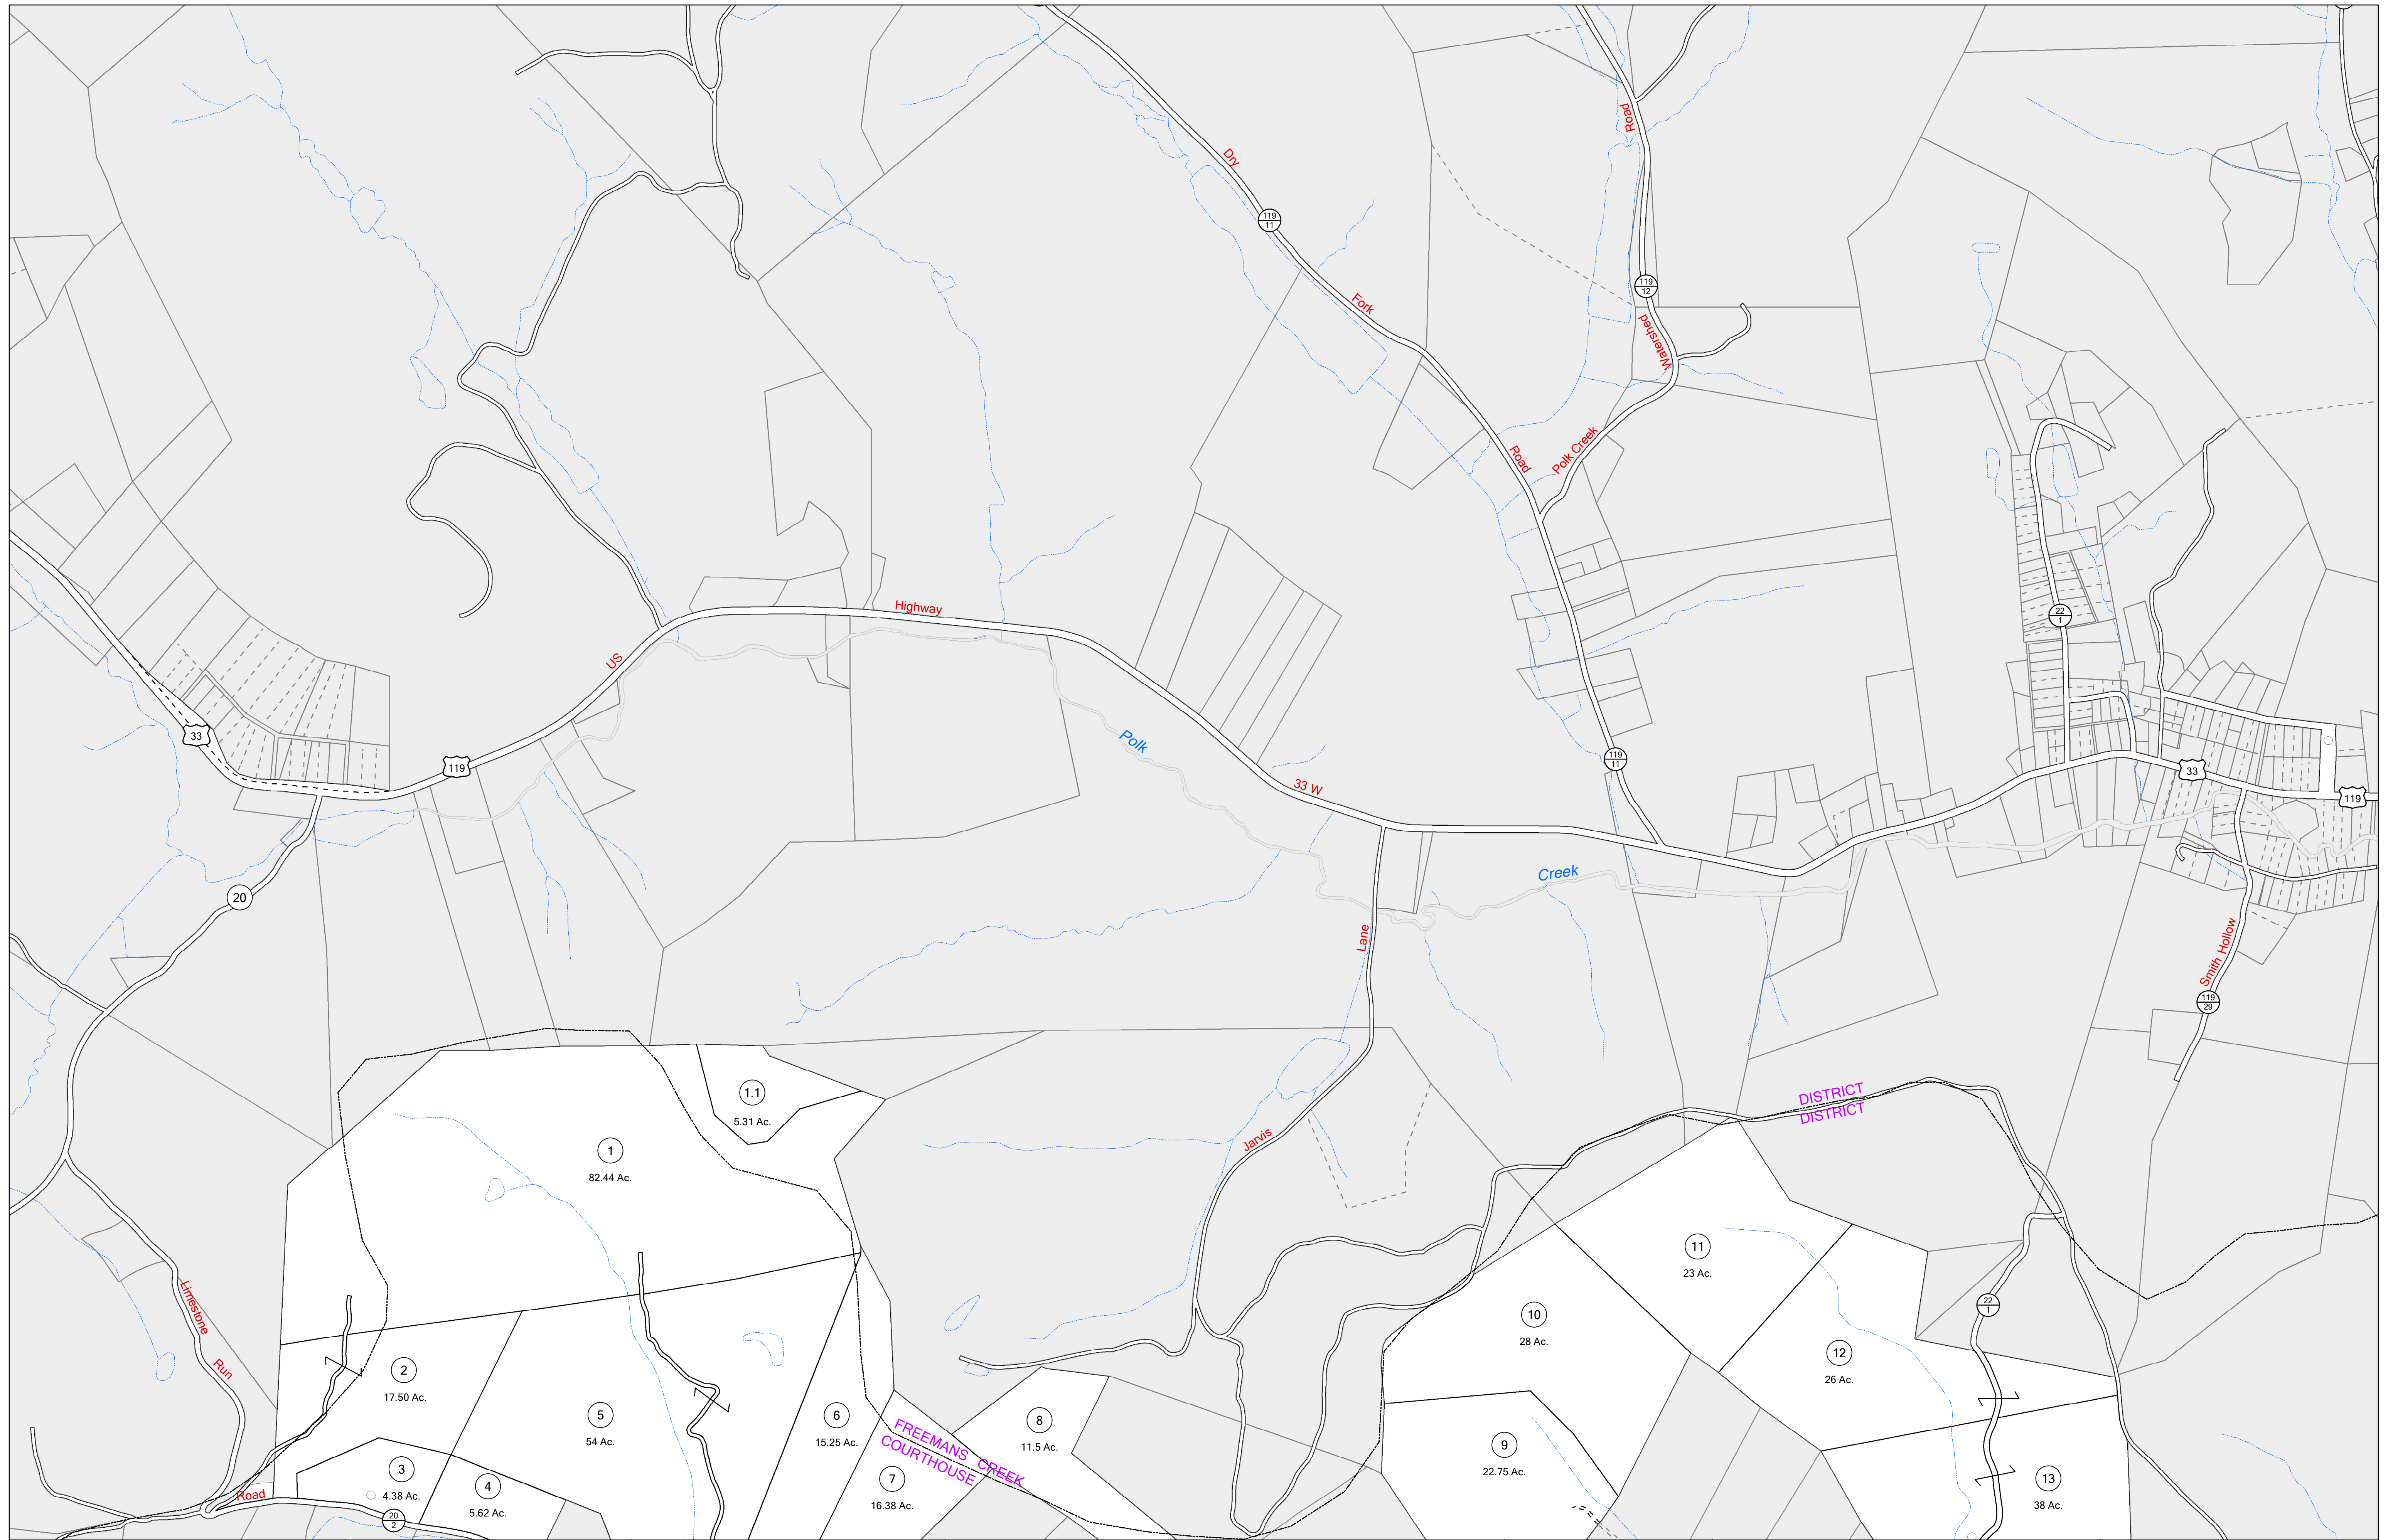 Road
Dry
119
11
119
12
Fork
Watershed
Road
Polk Creek
Highway
22
1
US
33
Polk
119
11
119
33
33 W
119
Creek
20
Lane
Smith Hollow
119
29
1.1
5.31 Ac.
DISTRICT
DISTRICT
1
82.44 Ac.
Jarvis
11
23 Ac.
Limestone
22
1
10
28 Ac.
12
26 Ac.
Run
2
17.50 Ac.
5
54 Ac.
6
15.25 Ac.
8
11.5 Ac.
FREEMANS CREEK
COURTHOUSE
9
22.75 Ac.
3
4.38 Ac.
4
5.62 Ac.
7
16.38 Ac.
13
38 Ac.
Road
20
2